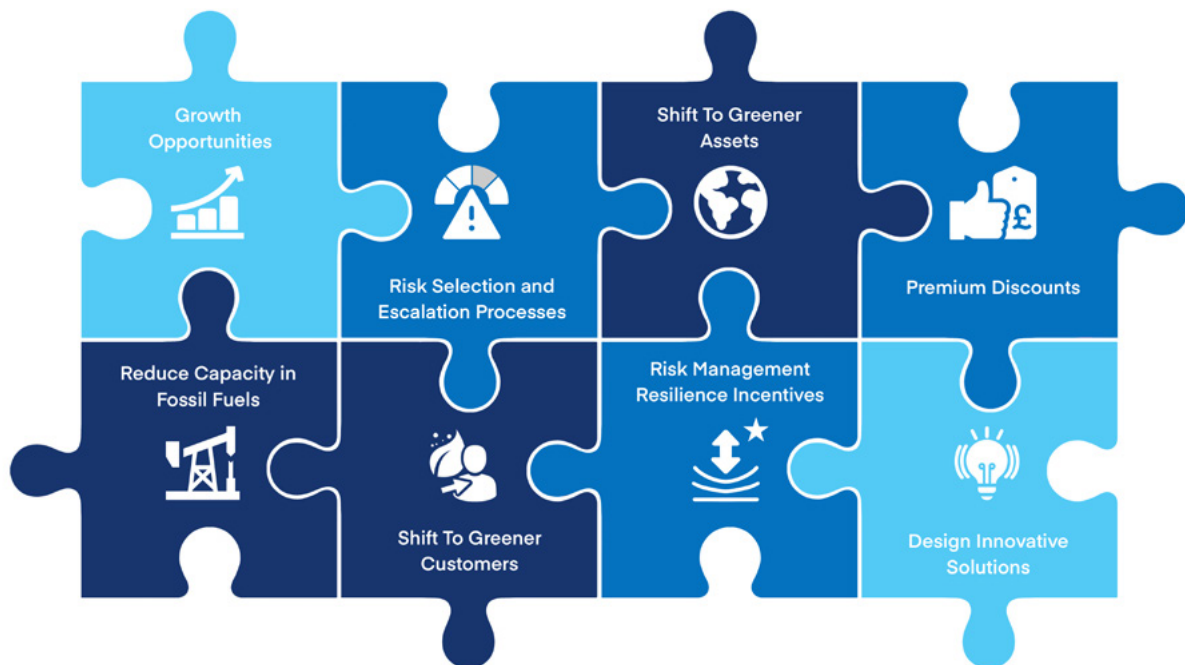 Growth
Opportunities
Risk Selection and
Escalation Processes
Shift To Greener
Assets
£
Premium Discounts
Reduce Capacity in
Fossil Fuels
Shift To Greener
Customers
Risk Management
Resilience Incentives
Design Innovative
Solutions